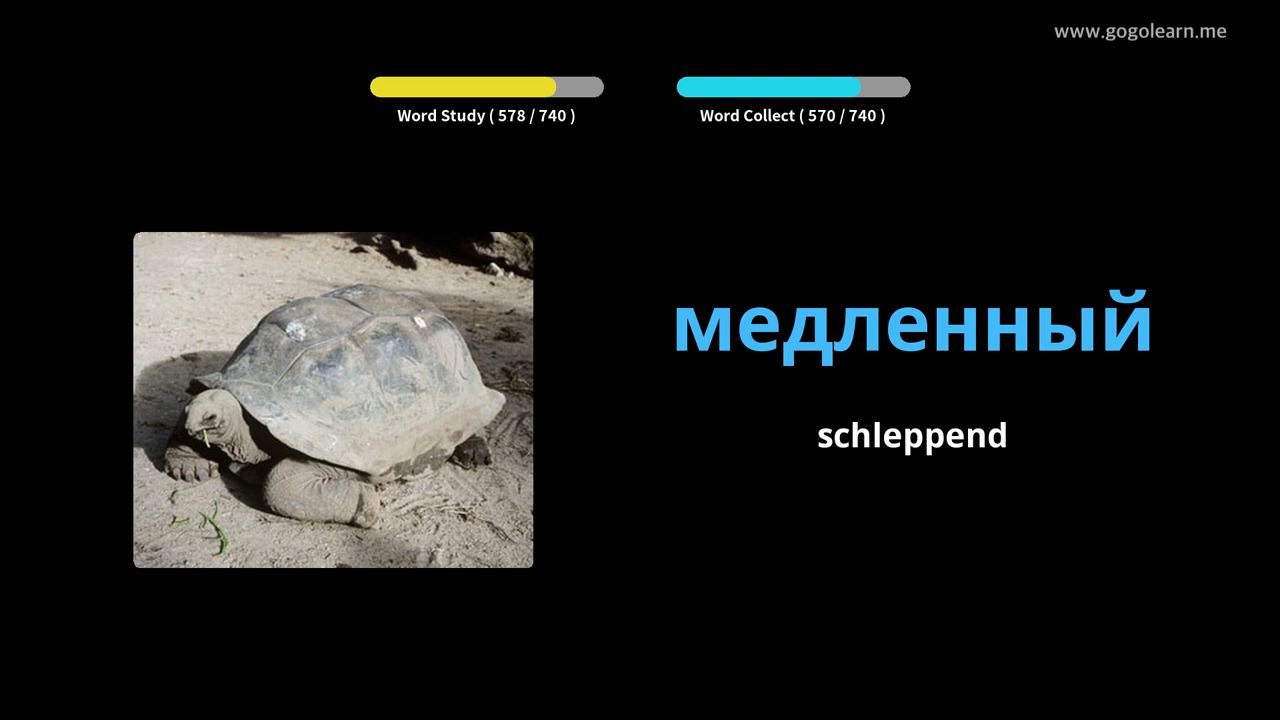 www.gogolearn.me
Word Study ( 578 / 740 )
Word Collect ( 570 / 740 )
медленный
schleppend